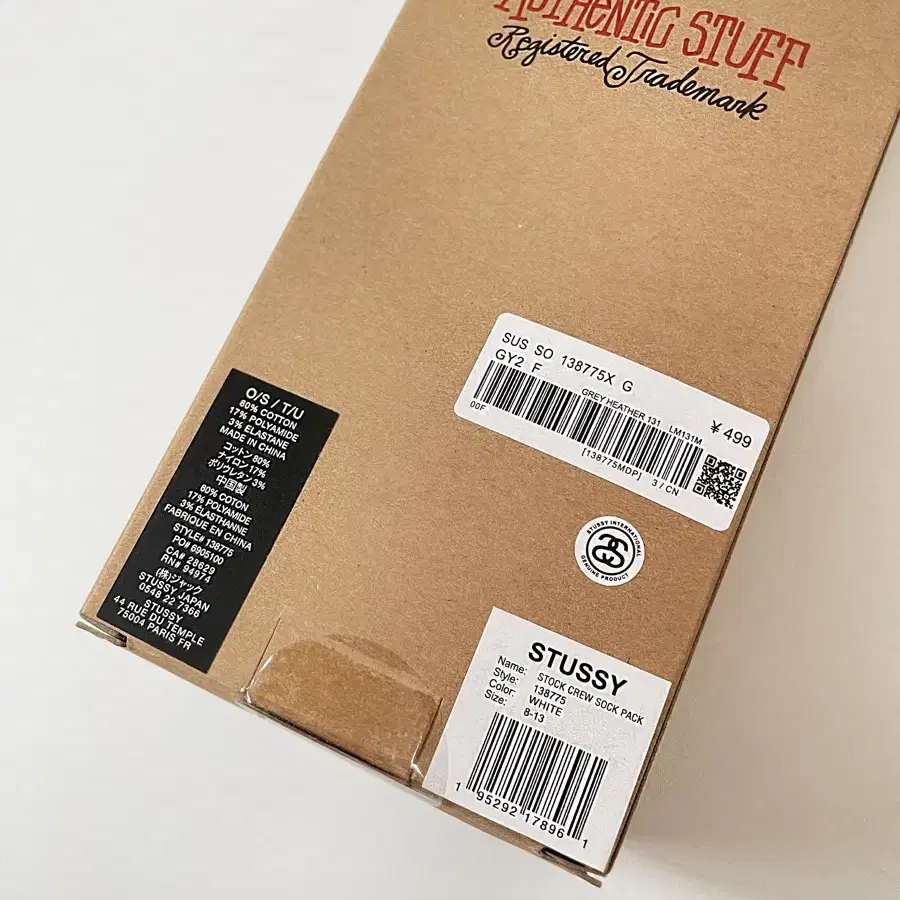 AUTHENTIC STUFF
Registered Trademark
SUS SO 138775X G
GY2 F
GREY HEATHER 131 LM131M
00F
¥499
[138775MDP] 3 / CN
STUSSY INTERNATIONAL
GENUINE PRODUCT
O/S / T/U
80% COTTON
17% POLYAMIDE
3% ELASTANE
MADE IN CHINA
コットン 80%
ナイロン 17%
ポリウレタン 3%
中国製
80% COTON
17% POLYAMIDE
3% ELASTHANNE
FABRIQUE EN CHINA
STYLE# 138775
PO# 6905100
CA# 28629
RN# 94974
(株)ジャック
STUSSY JAPAN
0548 22 7366
STUSSY
44 RUE DU TEMPLE
75004 PARIS FR
STUSSY
Name: STOCK CREW SOCK PACK
Style: 138775
Color: WHITE
Size: 8-13
1 95292 17896 1